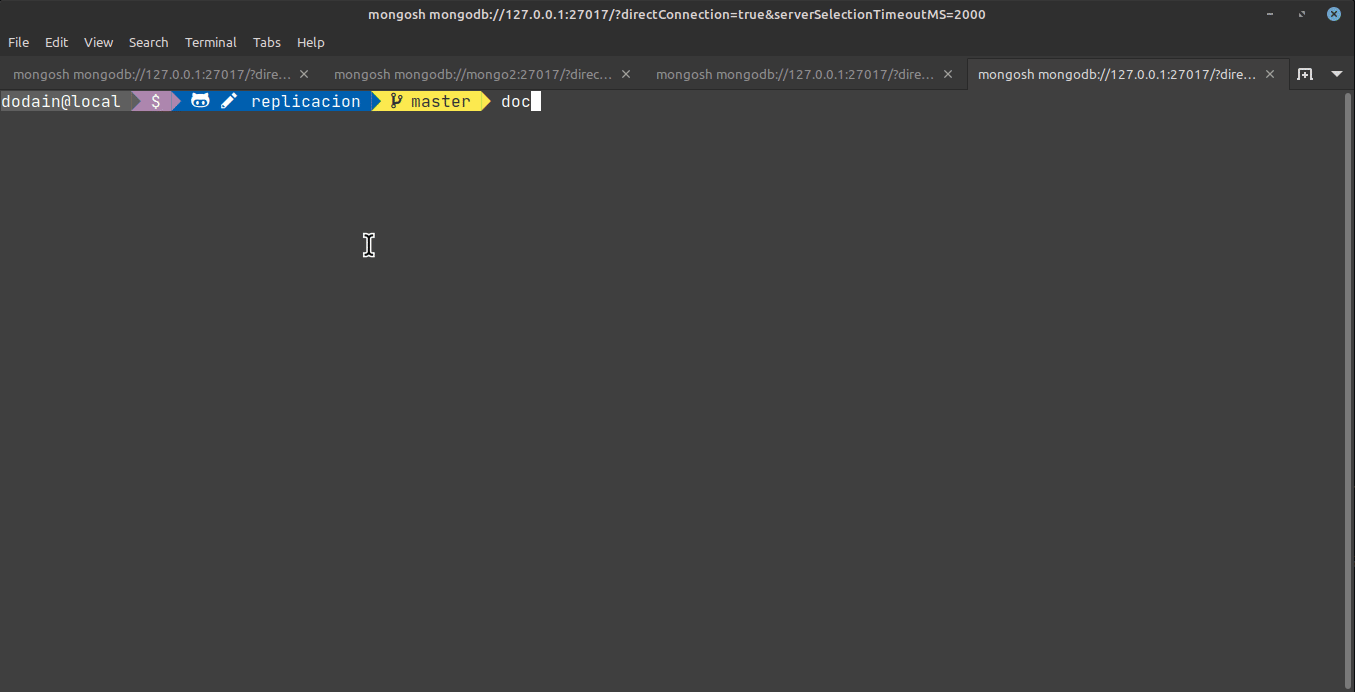 mongosh mongodb://127.0.0.1:27017/?directConnection=true&serverSelectionTimeoutMS=2000
File Edit View Search Terminal Tabs Help
mongosh mongodb://127.0.0.1:27017/?dire... mongosh mongodb://mongo2:27017/?direc... mongosh mongodb://127.0.0.1:27017/?dire... mongosh mongodb://127.0.0.1:27017/?dire...
dodain@local $ replicacion master doc